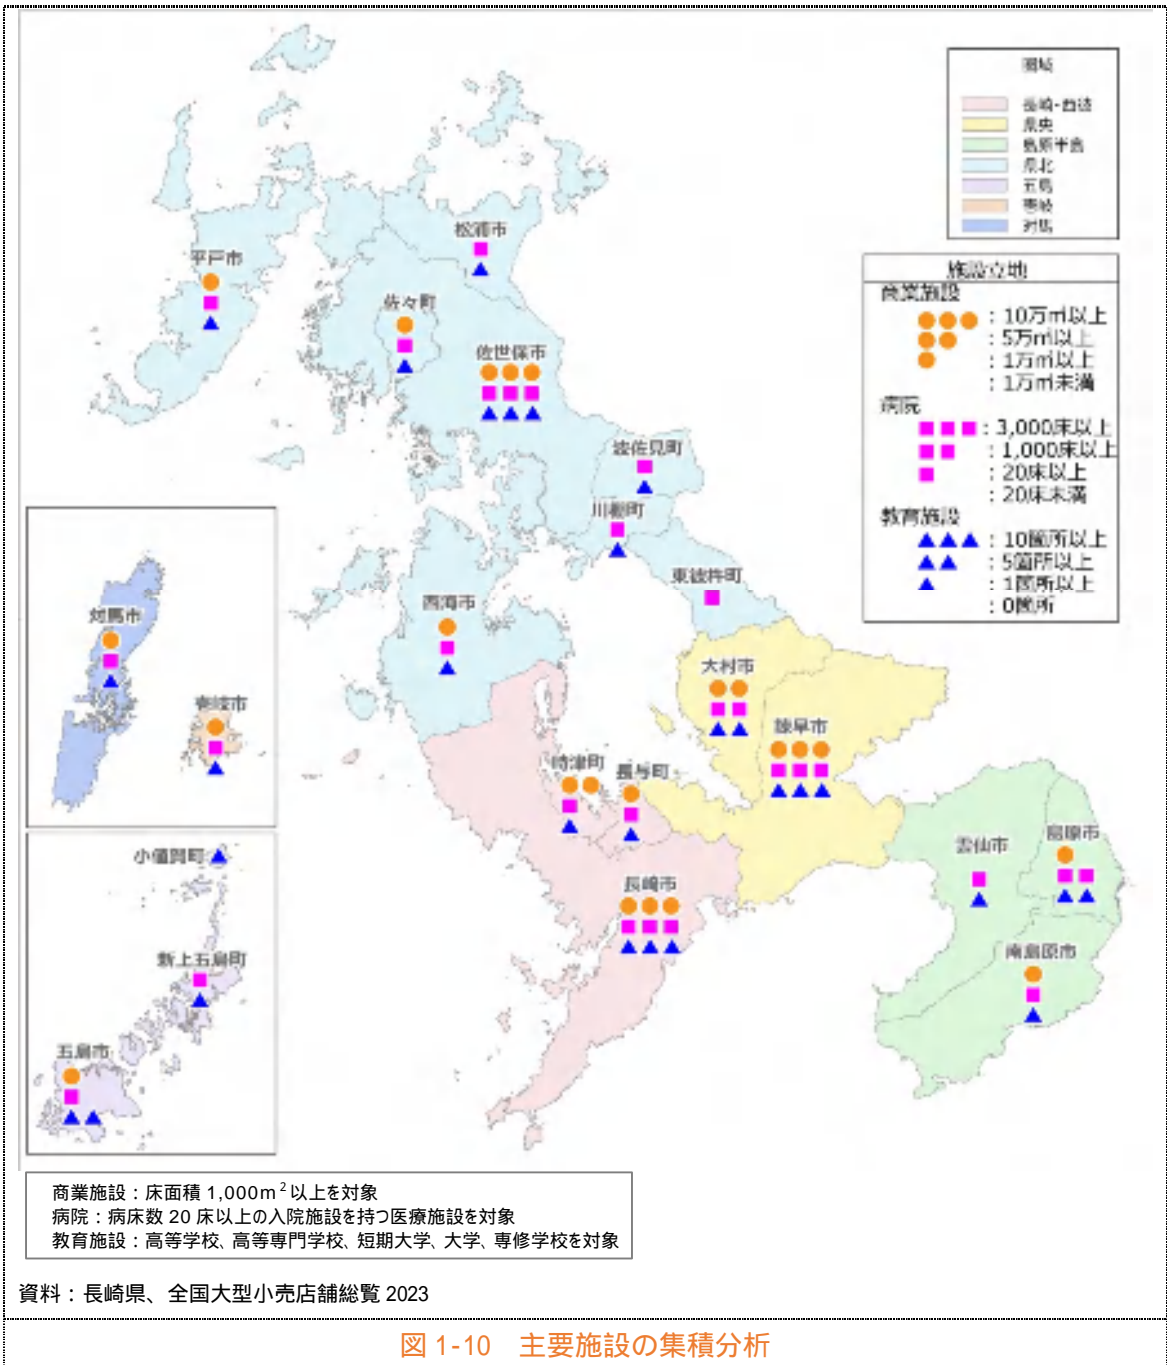 圏域
長崎・西彼
県央
島原半島
県北
五島
壱岐
対馬
施設立地
商業施設
：10万㎡以上
：5万㎡以上
：1万㎡以上
：1万㎡未満
病院
：3,000床以上
：1,000床以上
：20床以上
：20床未満
教育施設
：10箇所以上
：5箇所以上
：1箇所以上
：0箇所
松浦市
平戸市
佐々町
佐世保市
波佐見町
川棚町
東彼杵町
西海市
対馬市
壱岐市
大村市
諫早市
時津町
長与町
長崎市
雲仙市
島原市
南島原市
小値賀町
新上五島町
五島市
商業施設：床面積 1,000m²以上を対象
病院：病床数 20 床以上の入院施設を持つ医療施設を対象
教育施設：高等学校、高等専門学校、短期大学、大学、専修学校を対象
資料：長崎県、全国大型小売店舗総覧 2023
図 1-10　主要施設の集積分析